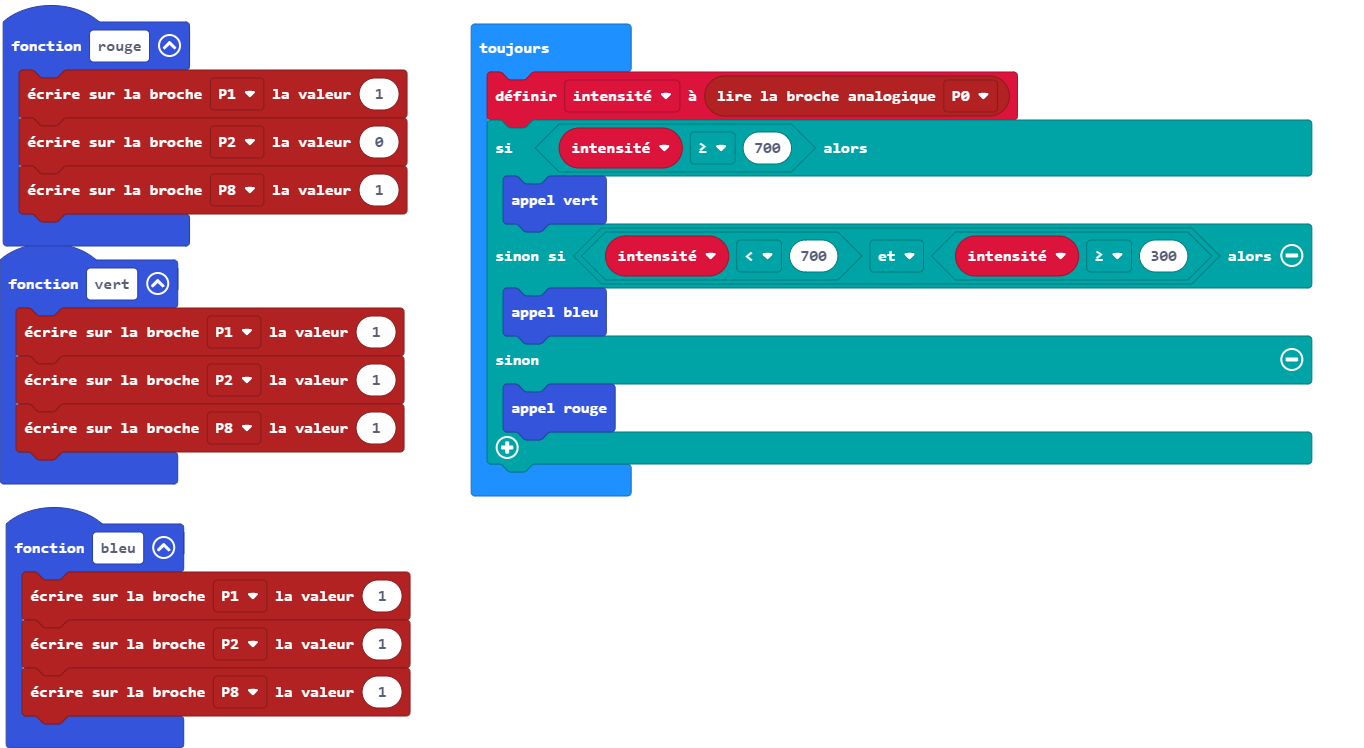 fonction rouge
écrire sur la broche P1 la valeur 1
écrire sur la broche P2 la valeur 0
écrire sur la broche P8 la valeur 1
fonction vert
écrire sur la broche P1 la valeur 1
écrire sur la broche P2 la valeur 1
écrire sur la broche P8 la valeur 1
fonction bleu
écrire sur la broche P1 la valeur 1
écrire sur la broche P2 la valeur 1
écrire sur la broche P8 la valeur 1
toujours
définir intensité à lire la broche analogique P0
si intensité ≥ 700 alors
appel vert
sinon si intensité < 700 et intensité ≥ 300 alors
appel bleu
sinon
appel rouge